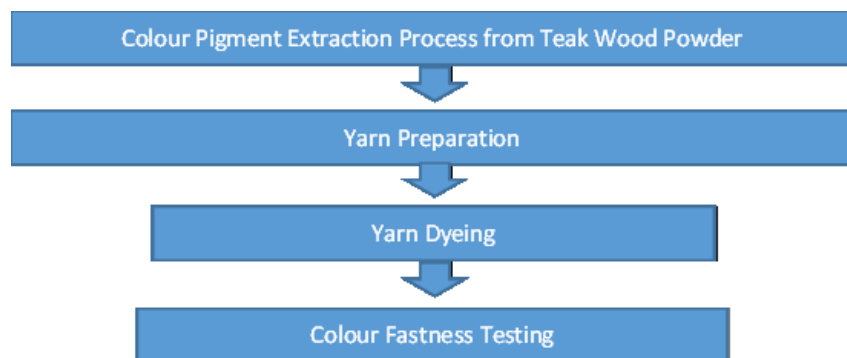 Colour Pigment Extraction Process from Teak Wood Powder
Yarn Preparation
Yarn Dyeing
Colour Fastness Testing